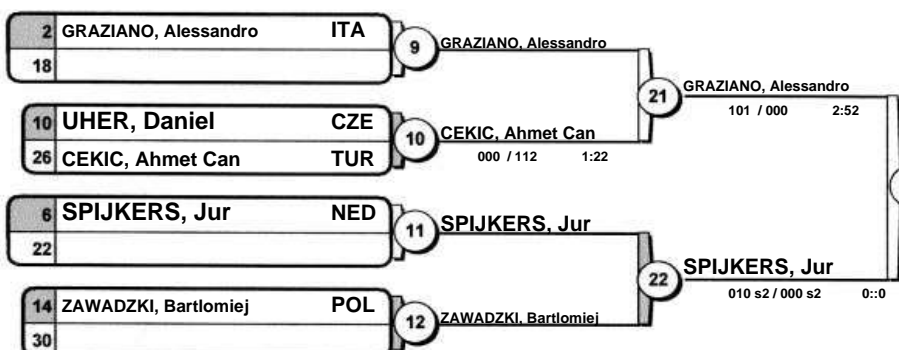 2 GRAZIANO, Alessandro ITA
18
9
GRAZIANO, Alessandro
10 UHER, Daniel CZE
26 CEKIC, Ahmet Can TUR
10
CEKIC, Ahmet Can
000 / 112 1:22
21
GRAZIANO, Alessandro
101 / 000 2:52
6 SPIJKERS, Jur NED
22
11
SPIJKERS, Jur
14 ZAWADZKI, Bartlomiej POL
30
12
ZAWADZKI, Bartlomiej
22
SPIJKERS, Jur
010 s2 / 000 s2 0::0